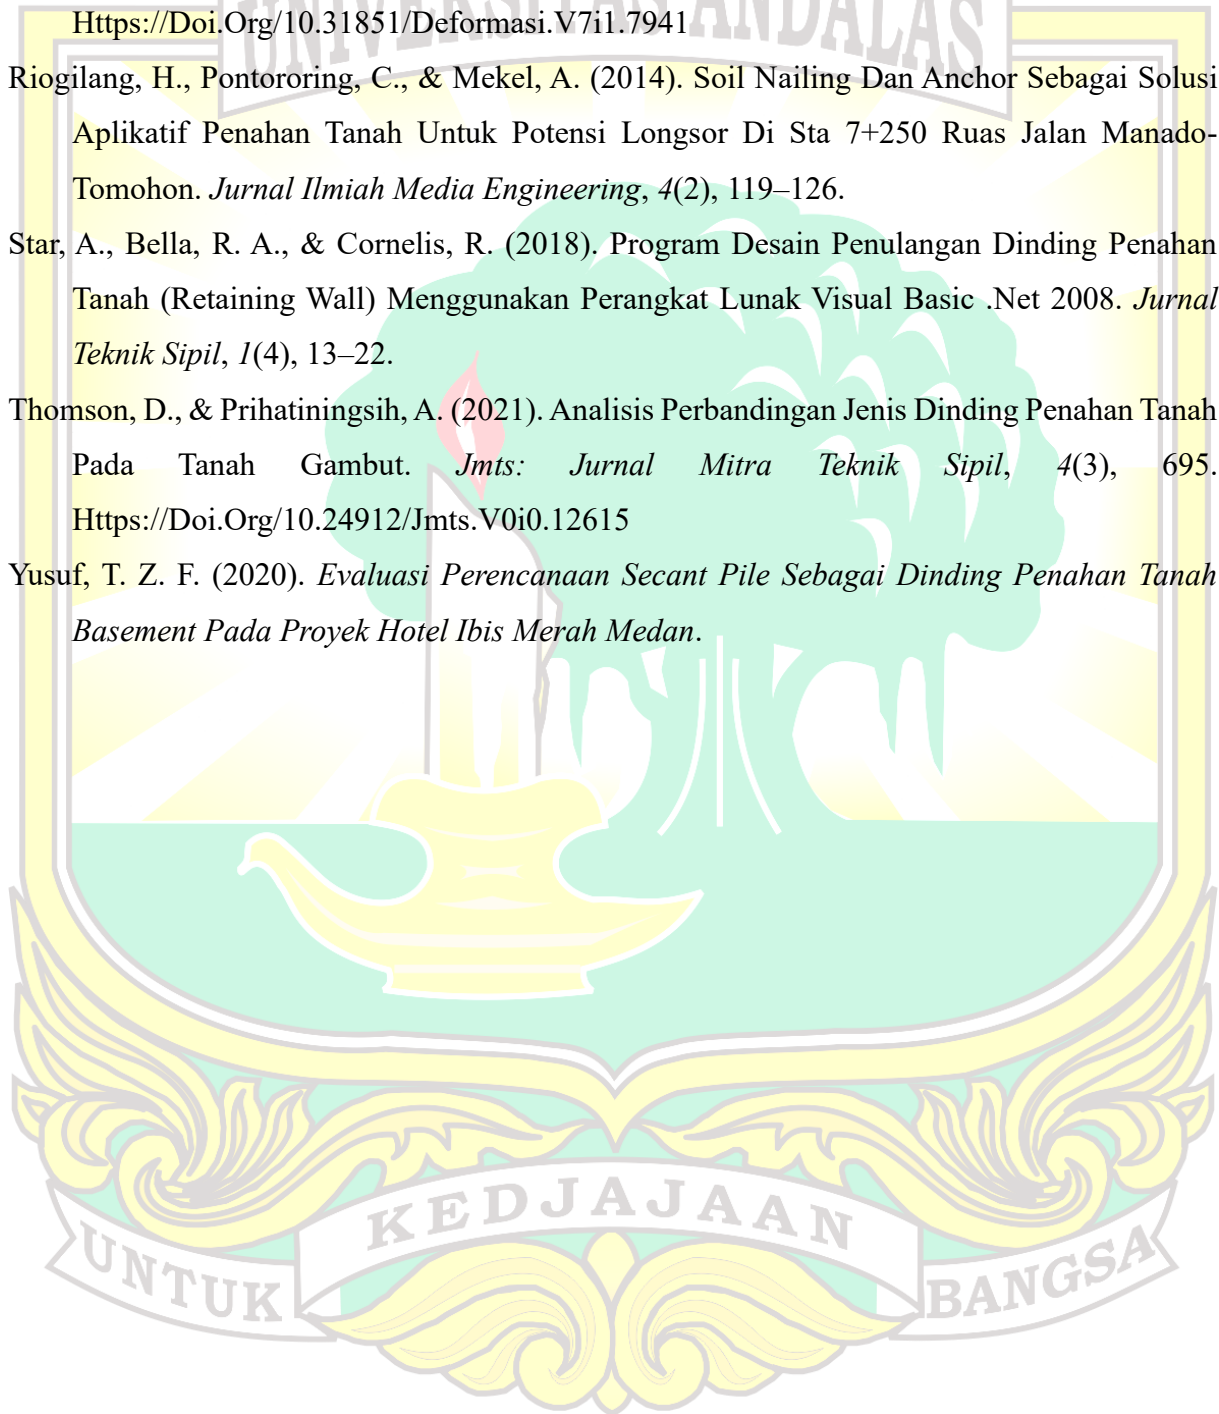 UNIVERSITAS ANDALAS
Https://Doi.Org/10.31851/Deformasi.V7i1.7941
Riogilang, H., Pontororing, C., & Mekel, A. (2014). Soil Nailing Dan Anchor Sebagai Solusi
Aplikatif Penahan Tanah Untuk Potensi Longsor Di Sta 7+250 Ruas Jalan Manado-
Tomohon. Jurnal Ilmiah Media Engineering, 4(2), 119–126.
Star, A., Bella, R. A., & Cornelis, R. (2018). Program Desain Penulangan Dinding Penahan
Tanah (Retaining Wall) Menggunakan Perangkat Lunak Visual Basic .Net 2008. Jurnal
Teknik Sipil, 1(4), 13–22.
Thomson, D., & Prihatiningsih, A. (2021). Analisis Perbandingan Jenis Dinding Penahan Tanah
Pada Tanah Gambut. Jmts: Jurnal Mitra Teknik Sipil, 4(3), 695.
Https://Doi.Org/10.24912/Jmts.V0i0.12615
Yusuf, T. Z. F. (2020). Evaluasi Perencanaan Secant Pile Sebagai Dinding Penahan Tanah
Basement Pada Proyek Hotel Ibis Merah Medan.
UNTUK KEDJAJAAN BANGSA